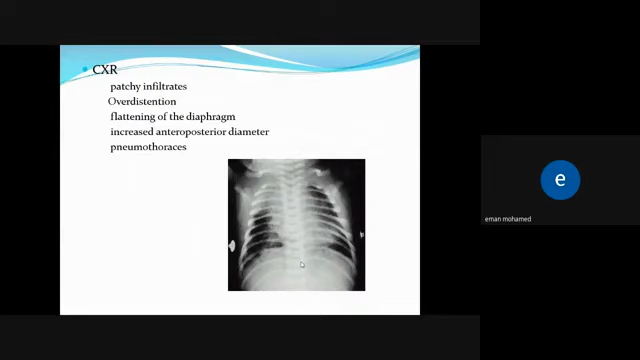 CXR
patchy infiltrates
Overdistention
flattening of the diaphragm
increased anteroposterior diameter
pneumothoraces
e
eman mohamed